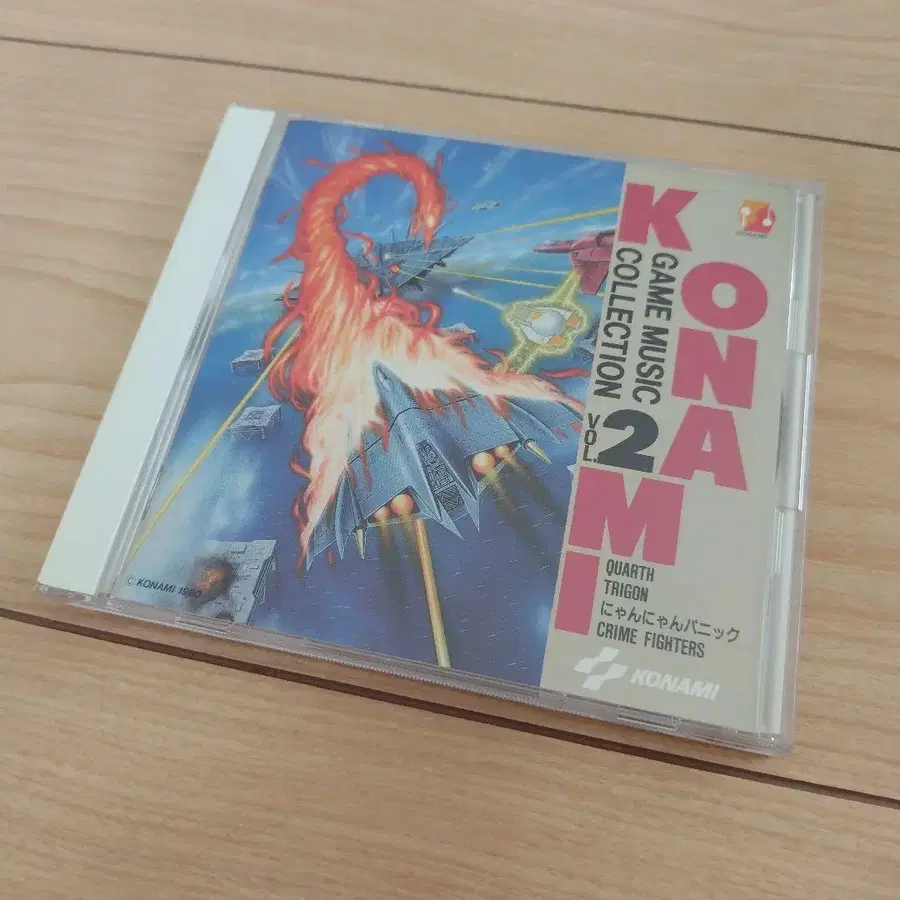 KONAMI
GAME MUSIC
COLLECTION
VOL.2
QUARTH
TRIGON
にゃんにゃんパニック
CRIME FIGHTERS
KONAMI
© KONAMI 1990